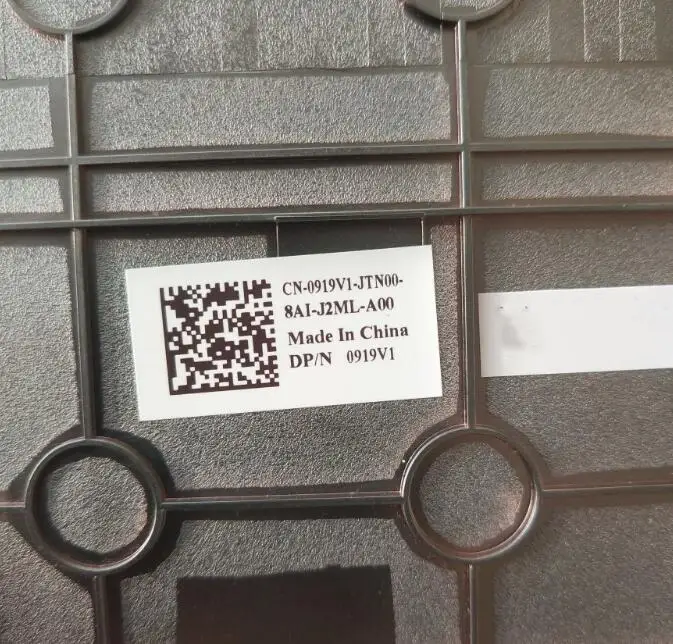 CN-0919V1-JTN00-
8AI-J2ML-A00
Made In China
DP/N 0919V1